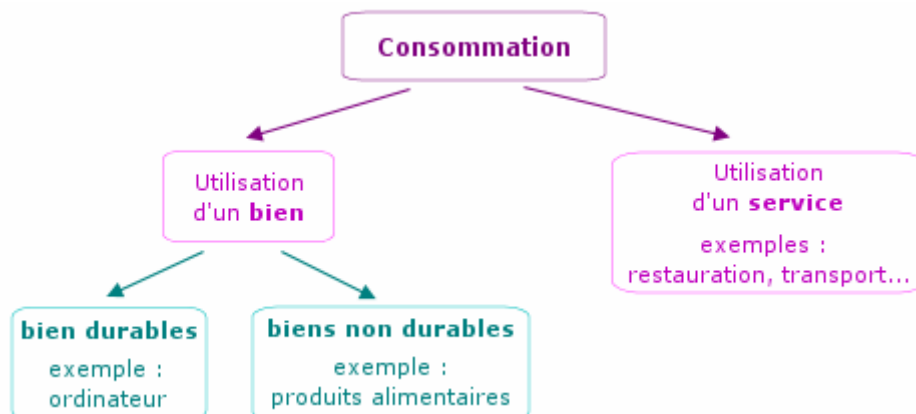 Consommation
Utilisation
d'un bien
Utilisation
d'un service
exemples :
restauration, transport...
bien durables
exemple :
ordinateur
biens non durables
exemple :
produits alimentaires